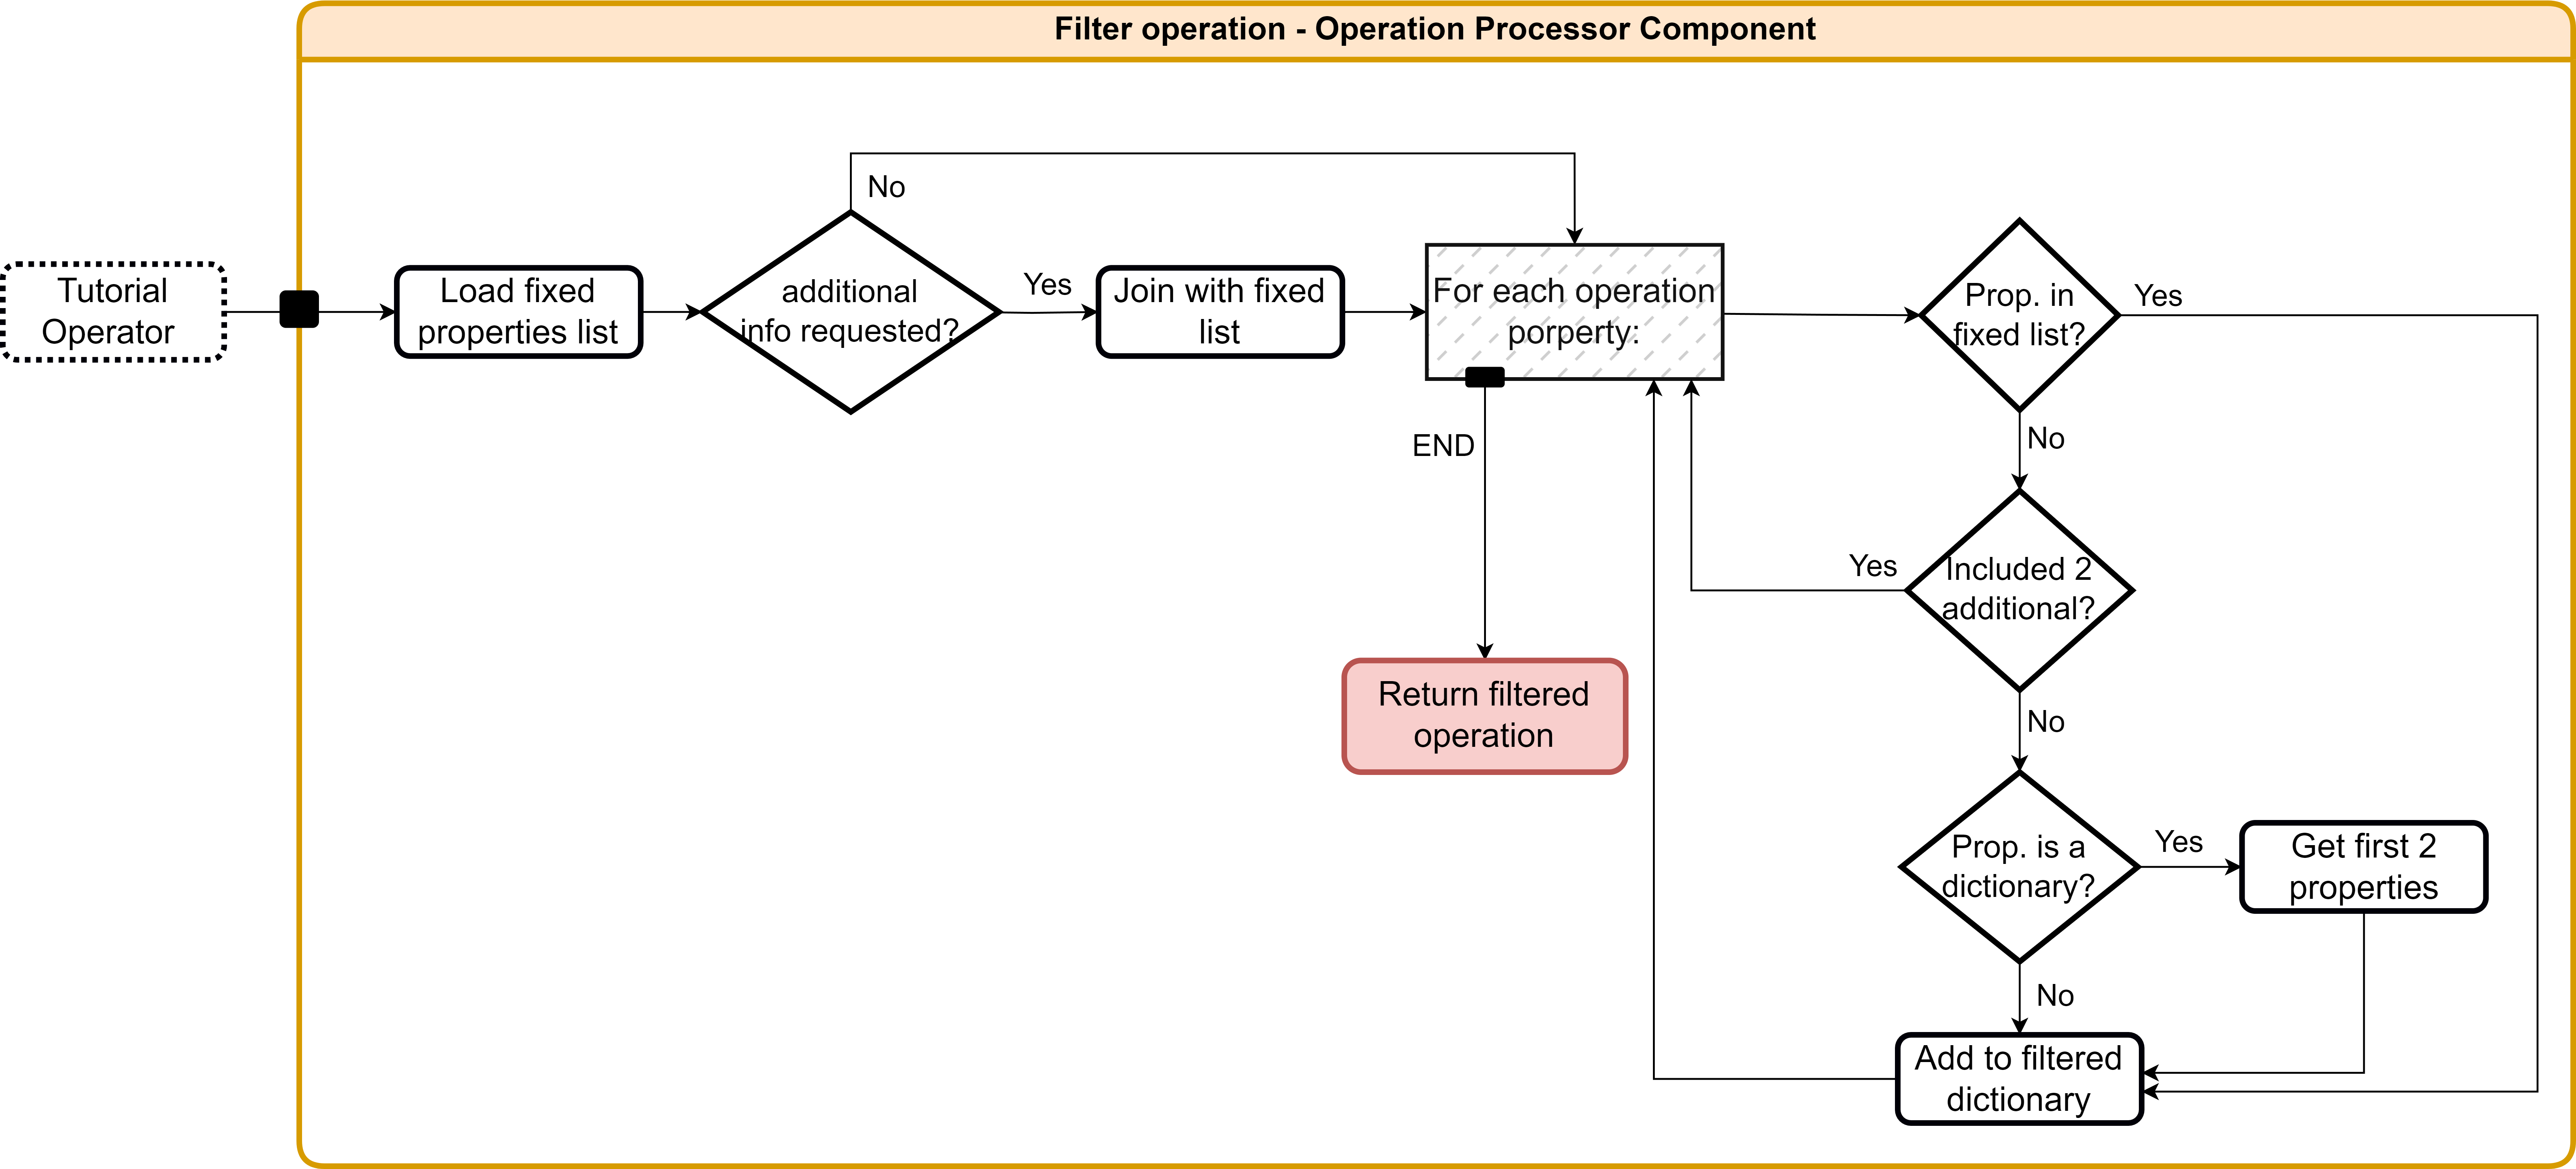 Filter operation - Operation Processor Component
Tutorial
Operator
Load fixed
properties list
additional
info requested?
No
Yes
Join with fixed
list
For each operation
porperty:
END
Return filtered
operation
Prop. in
fixed list?
Yes
No
Included 2
additional?
Yes
No
Prop. is a
dictionary?
Yes
Get first 2
properties
No
Add to filtered
dictionary